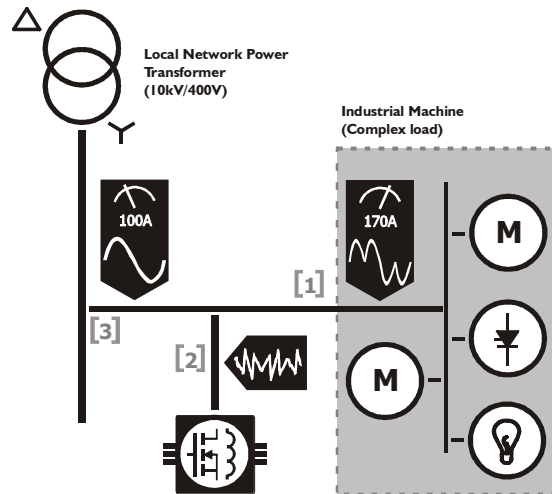 Local Network Power
Transformer
(10kV/400V)
Industrial Machine
(Complex load)
100A
170A
M
[1]
[3]
[2]
M